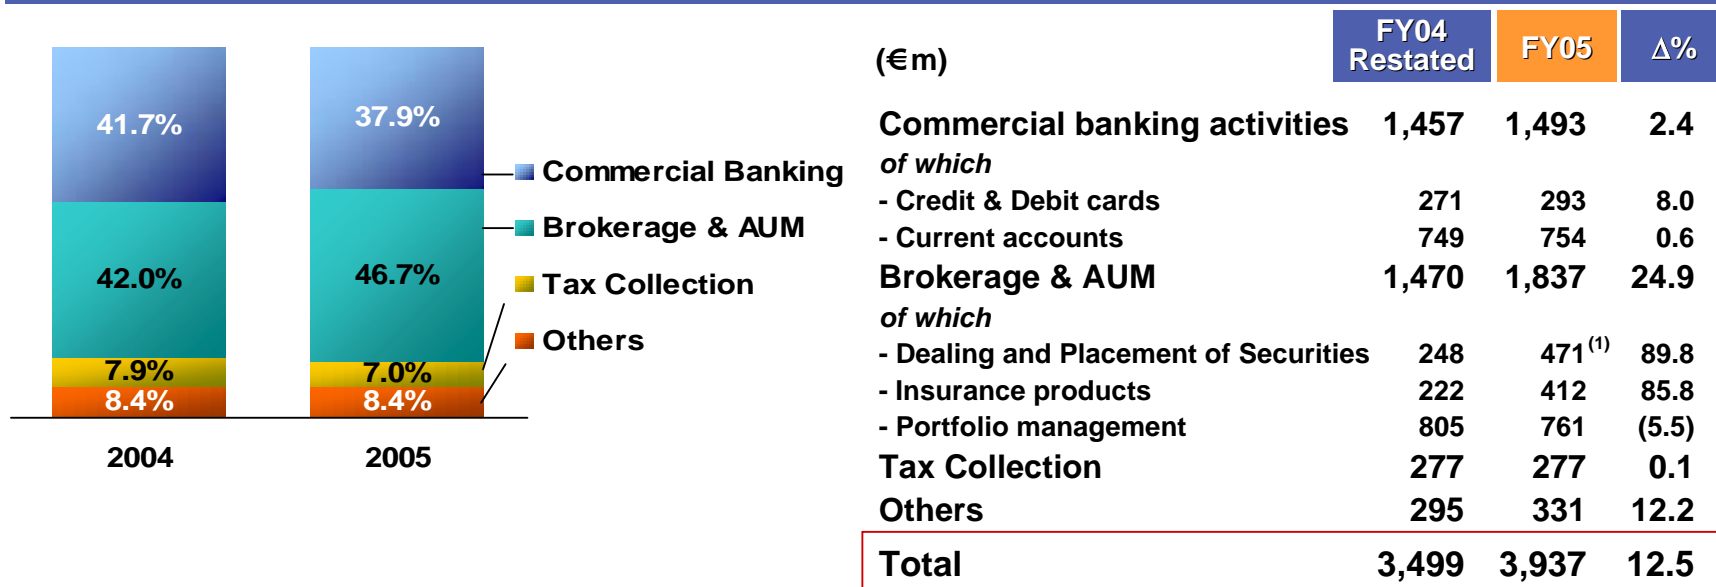 41.7%
42.0%
7.9%
8.4%
2004
37.9%
46.7%
7.0%
8.4%
2005
Commercial Banking
Brokerage & AUM
Tax Collection
Others
(€m) FY04 Restated FY05 Δ%
Commercial banking activities 1,457 1,493 2.4
of which
- Credit & Debit cards 271 293 8.0
- Current accounts 749 754 0.6
Brokerage & AUM 1,470 1,837 24.9
of which
- Dealing and Placement of Securities 248 471(1) 89.8
- Insurance products 222 412 85.8
- Portfolio management 805 761 (5.5)
Tax Collection 277 277 0.1
Others 295 331 12.2
Total 3,499 3,937 12.5